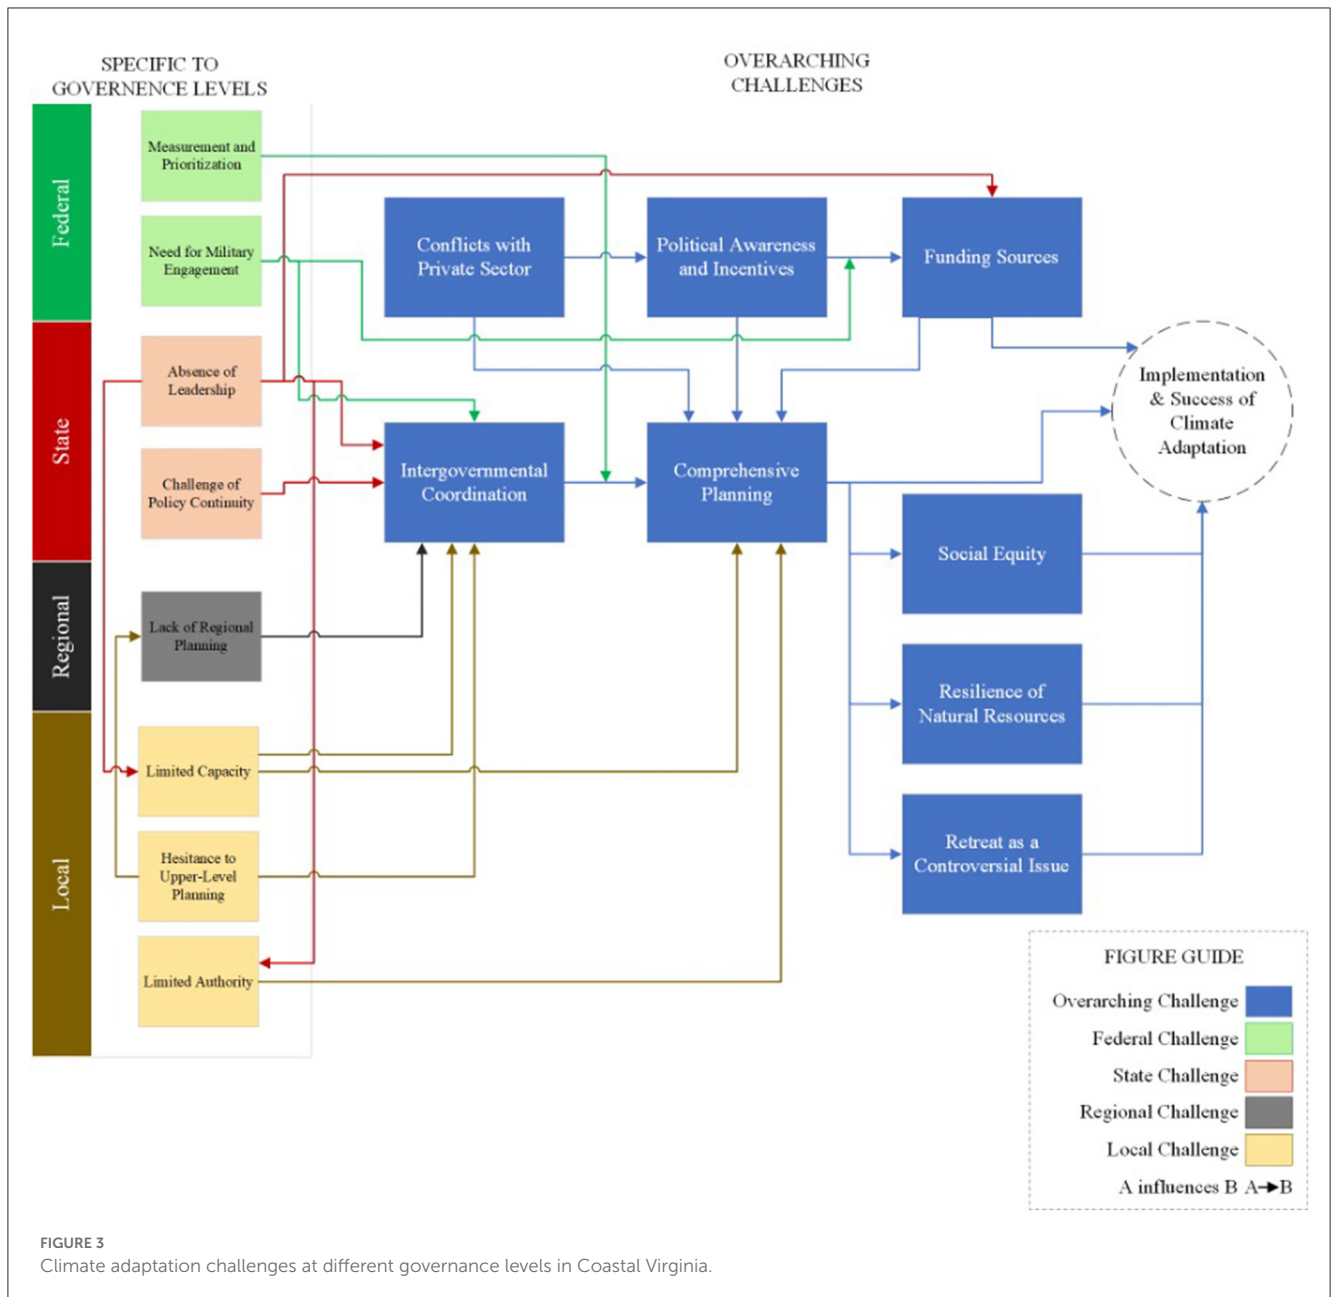 SPECIFIC TO
GOVERNENCE LEVELS
OVERARCHING
CHALLENGES
Federal
State
Regional
Local
Measurement and
Prioritization
Need for Military
Engagement
Absence of
Leadership
Challenge of
Policy Continuity
Lack of Regional
Planning
Limited Capacity
Hesitance to
Upper-Level
Planning
Limited Authority
Conflicts with
Private Sector
Political Awareness
and Incentives
Funding Sources
Intergovernmental
Coordination
Comprehensive
Planning
Social Equity
Resilience of
Natural Resources
Retreat as a
Controversial Issue
Implementation
& Success of
Climate
Adaptation
FIGURE GUIDE
Overarching Challenge
Federal Challenge
State Challenge
Regional Challenge
Local Challenge
A influences B A→B
FIGURE 3
Climate adaptation challenges at different governance levels in Coastal Virginia.